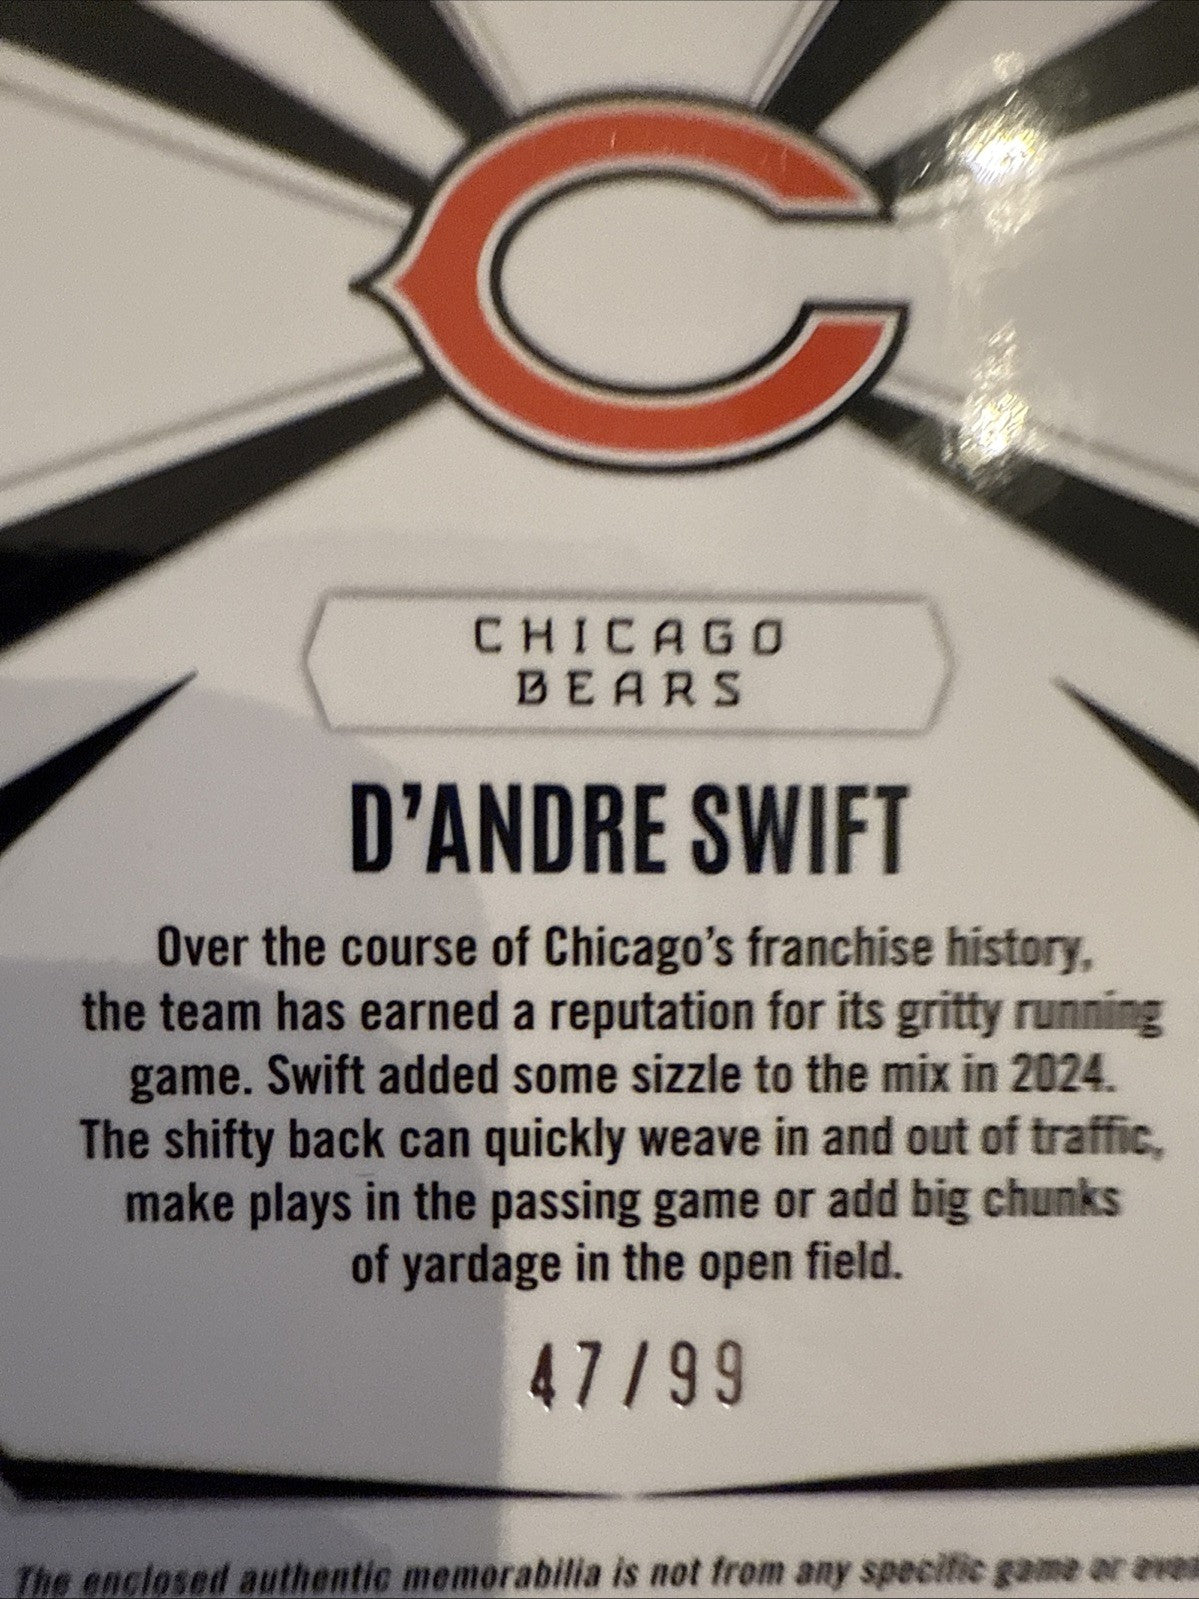 CHICAGO
BEARS
D'ANDRE SWIFT
Over the course of Chicago's franchise history,
the team has earned a reputation for its gritty running
game. Swift added some sizzle to the mix in 2024.
The shifty back can quickly weave in and out of traffic,
make plays in the passing game or add big chunks
of yardage in the open field.
47/99
The enclosed authentic memorabilia is not from any specific game or